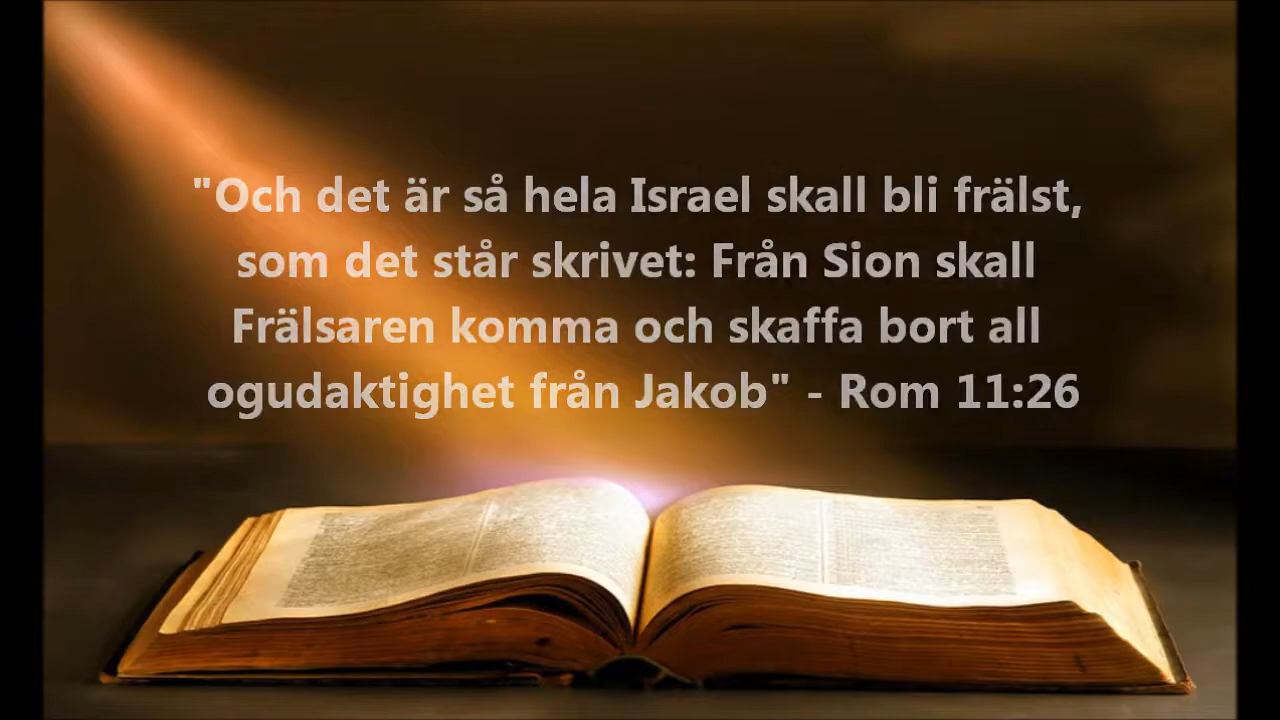 "Och det är så hela Israel skall bli frälst,
som det står skrivet: Från Sion skall
Frälsaren komma och skaffa bort all
ogudaktighet från Jakob" - Rom 11:26